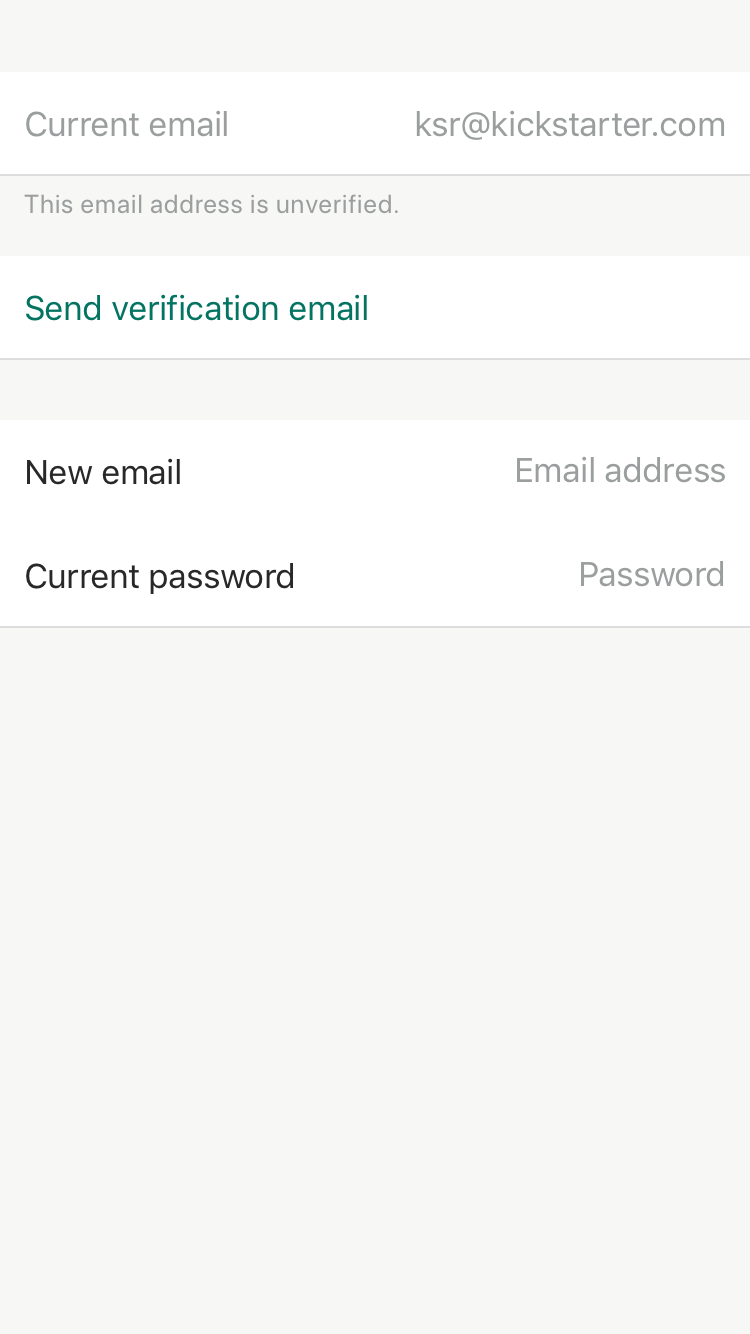 Current email ksr@kickstarter.com
This email address is unverified.
Send verification email
New email Email address
Current password Password